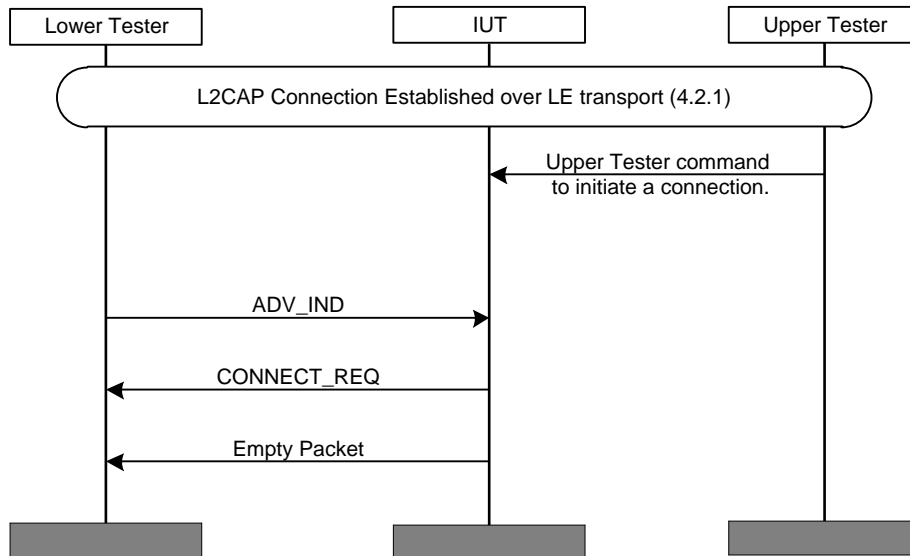 Lower Tester
IUT
Upper Tester
L2CAP Connection Established over LE transport (4.2.1)
Upper Tester command
to initiate a connection.
ADV_IND
CONNECT_REQ
Empty Packet